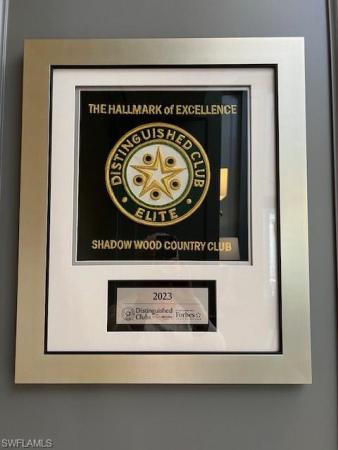 THE HALLMARK of EXCELLENCE
DISTINGUISHED CLUB
ELITE
SHADOW WOOD COUNTRY CLUB
2023
Distinguished
Clubs
Forbes
SWFLAMLS